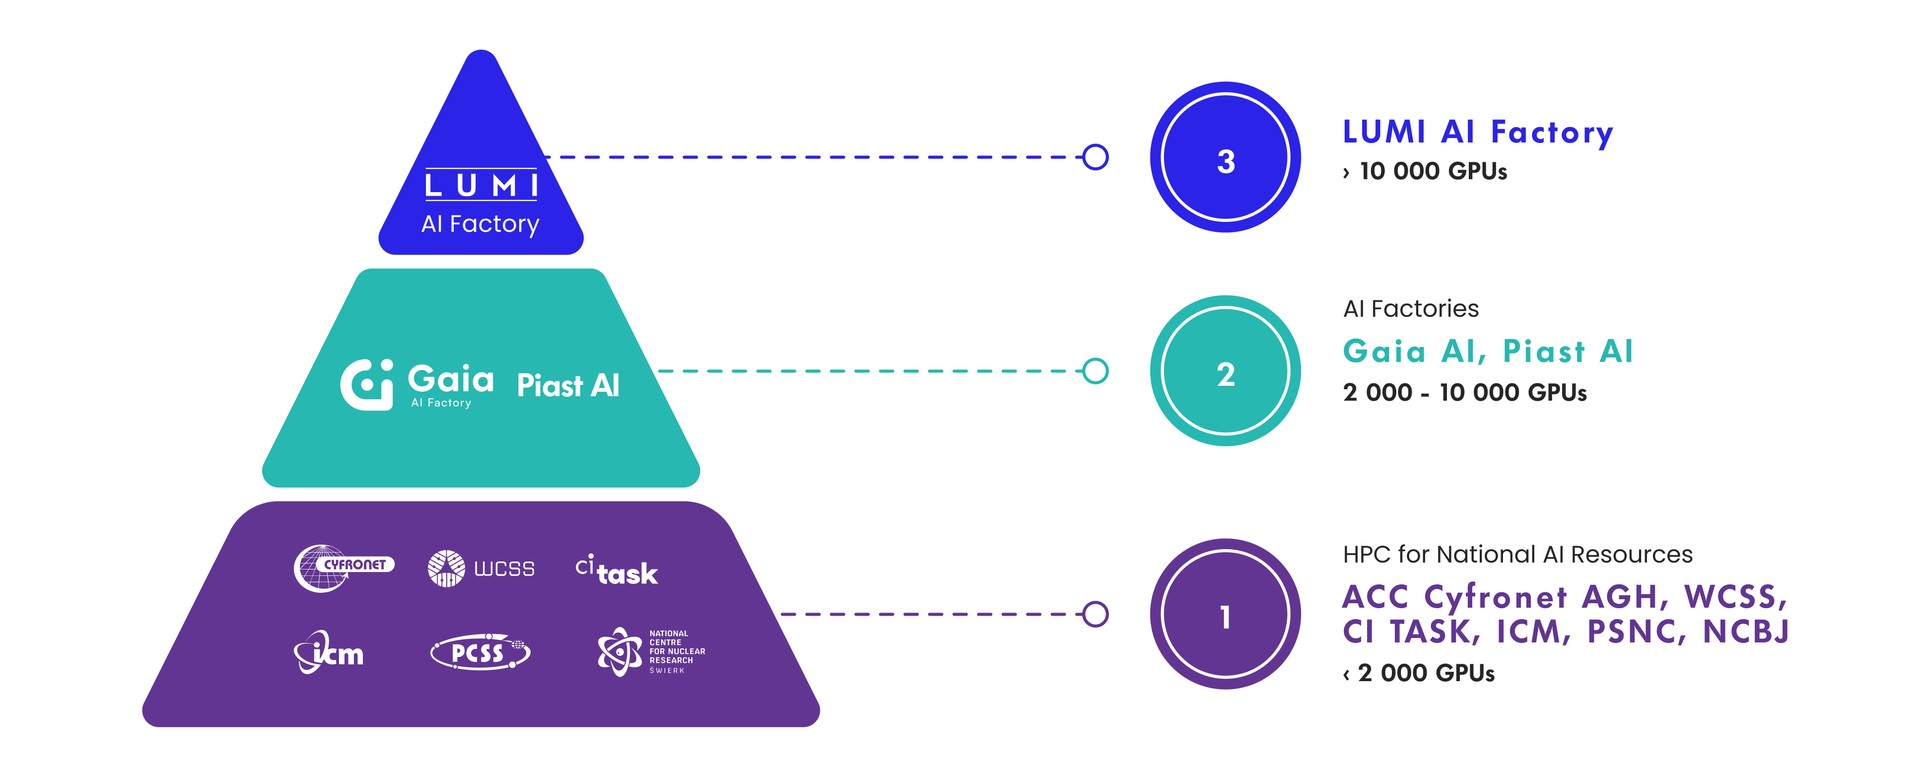 LUMI
AI Factory
3
LUMI AI Factory
› 10 000 GPUs
Gaia
AI Factory
Piast AI
2
AI Factories
Gaia AI, Piast AI
2 000 - 10 000 GPUs
CYFRONET
WCSS
ci task
icm
PCSS
NATIONAL
CENTRE
FOR NUCLEAR
RESEARCH
ŚWIERK
1
HPC for National AI Resources
ACC Cyfronet AGH, WCSS,
CI TASK, ICM, PSNC, NCBJ
‹ 2 000 GPUs